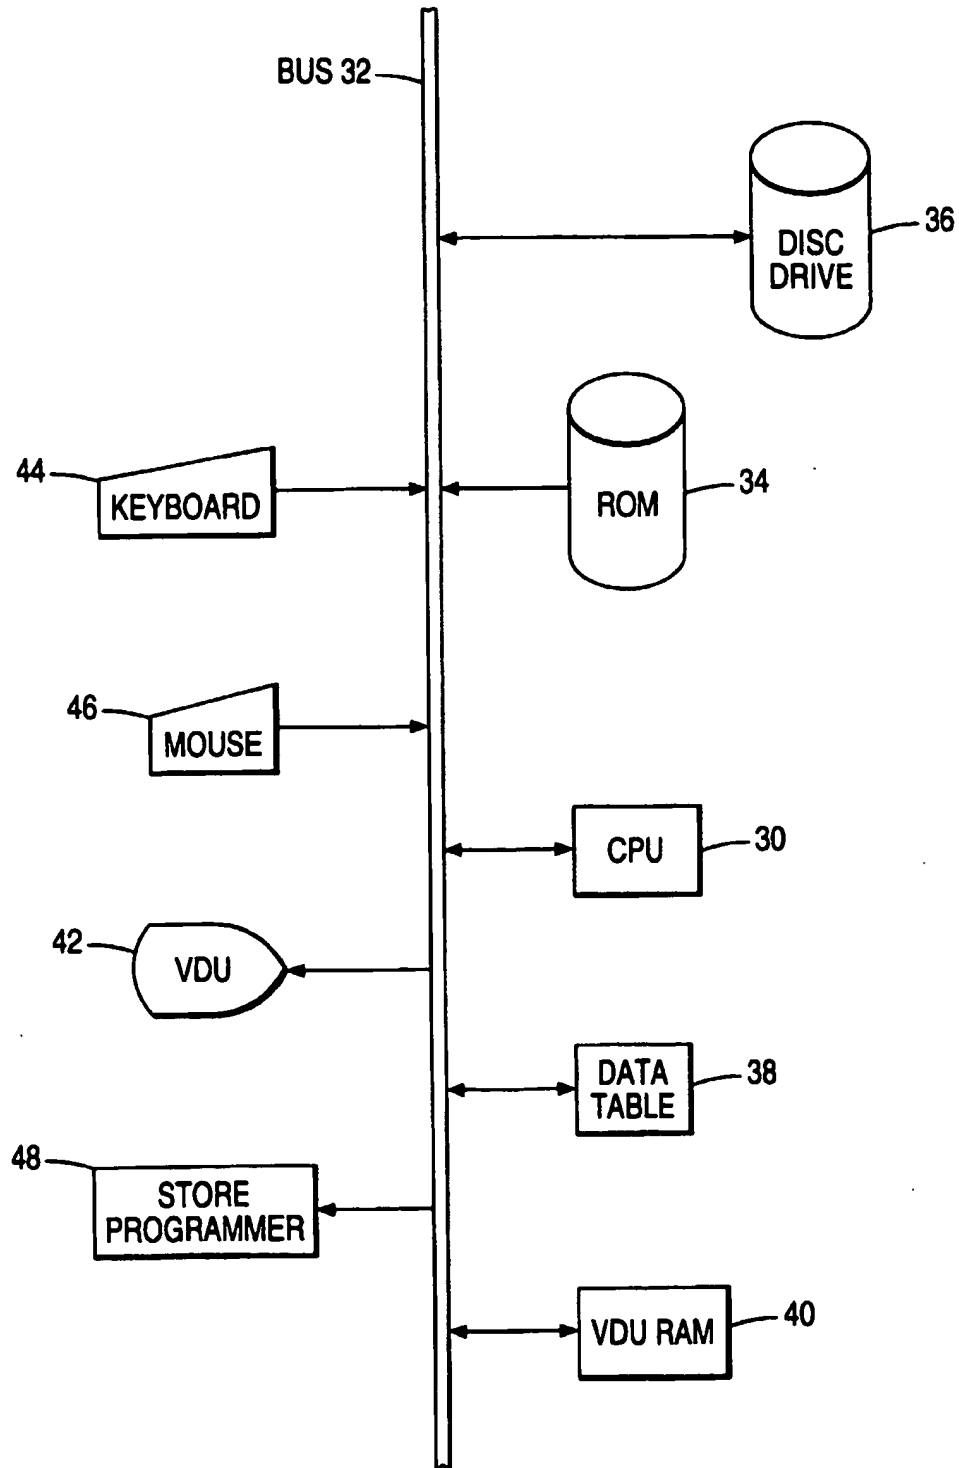 BUS 32
36
DISC
DRIVE
44
KEYBOARD
34
ROM
46
MOUSE
30
CPU
42
VDU
38
DATA
TABLE
48
STORE
PROGRAMMER
40
VDU RAM